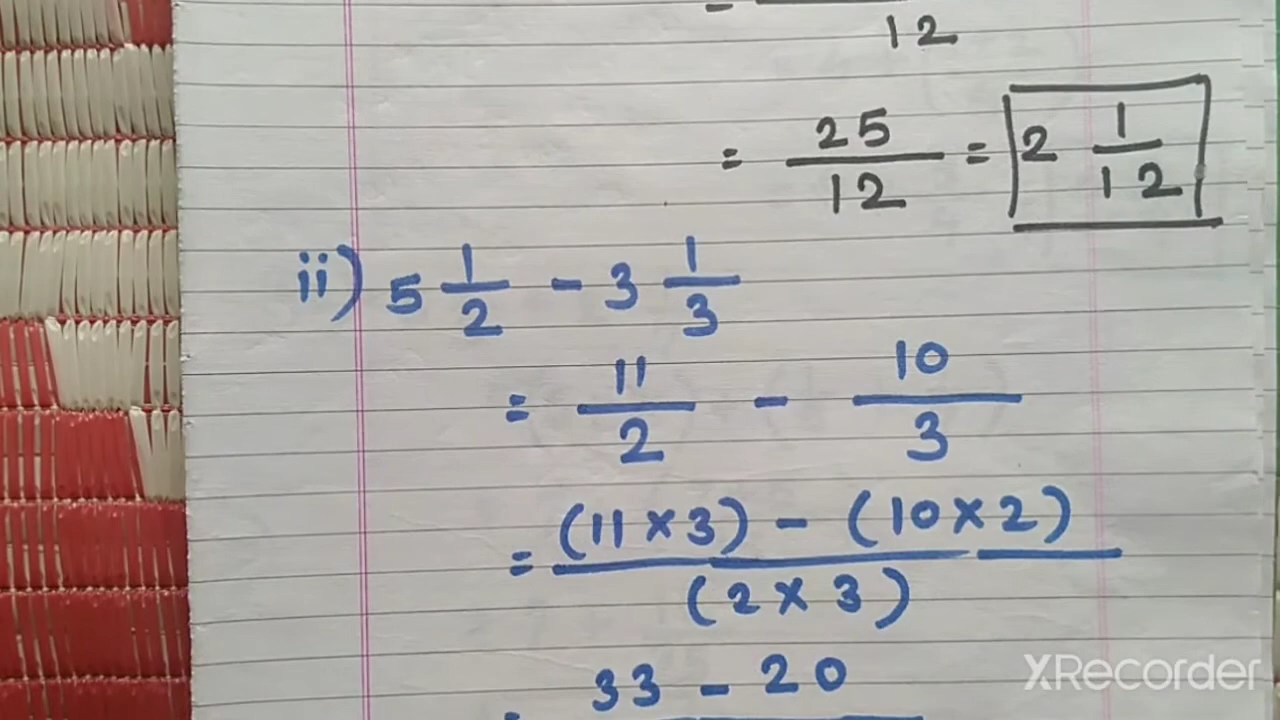 12
= 25/12 = 2 1/12
ii) 5 1/2 - 3 1/3
= 11/2 - 10/3
= (11 × 3) - (10 × 2)
(2 × 3)
33 - 20
XRecorder